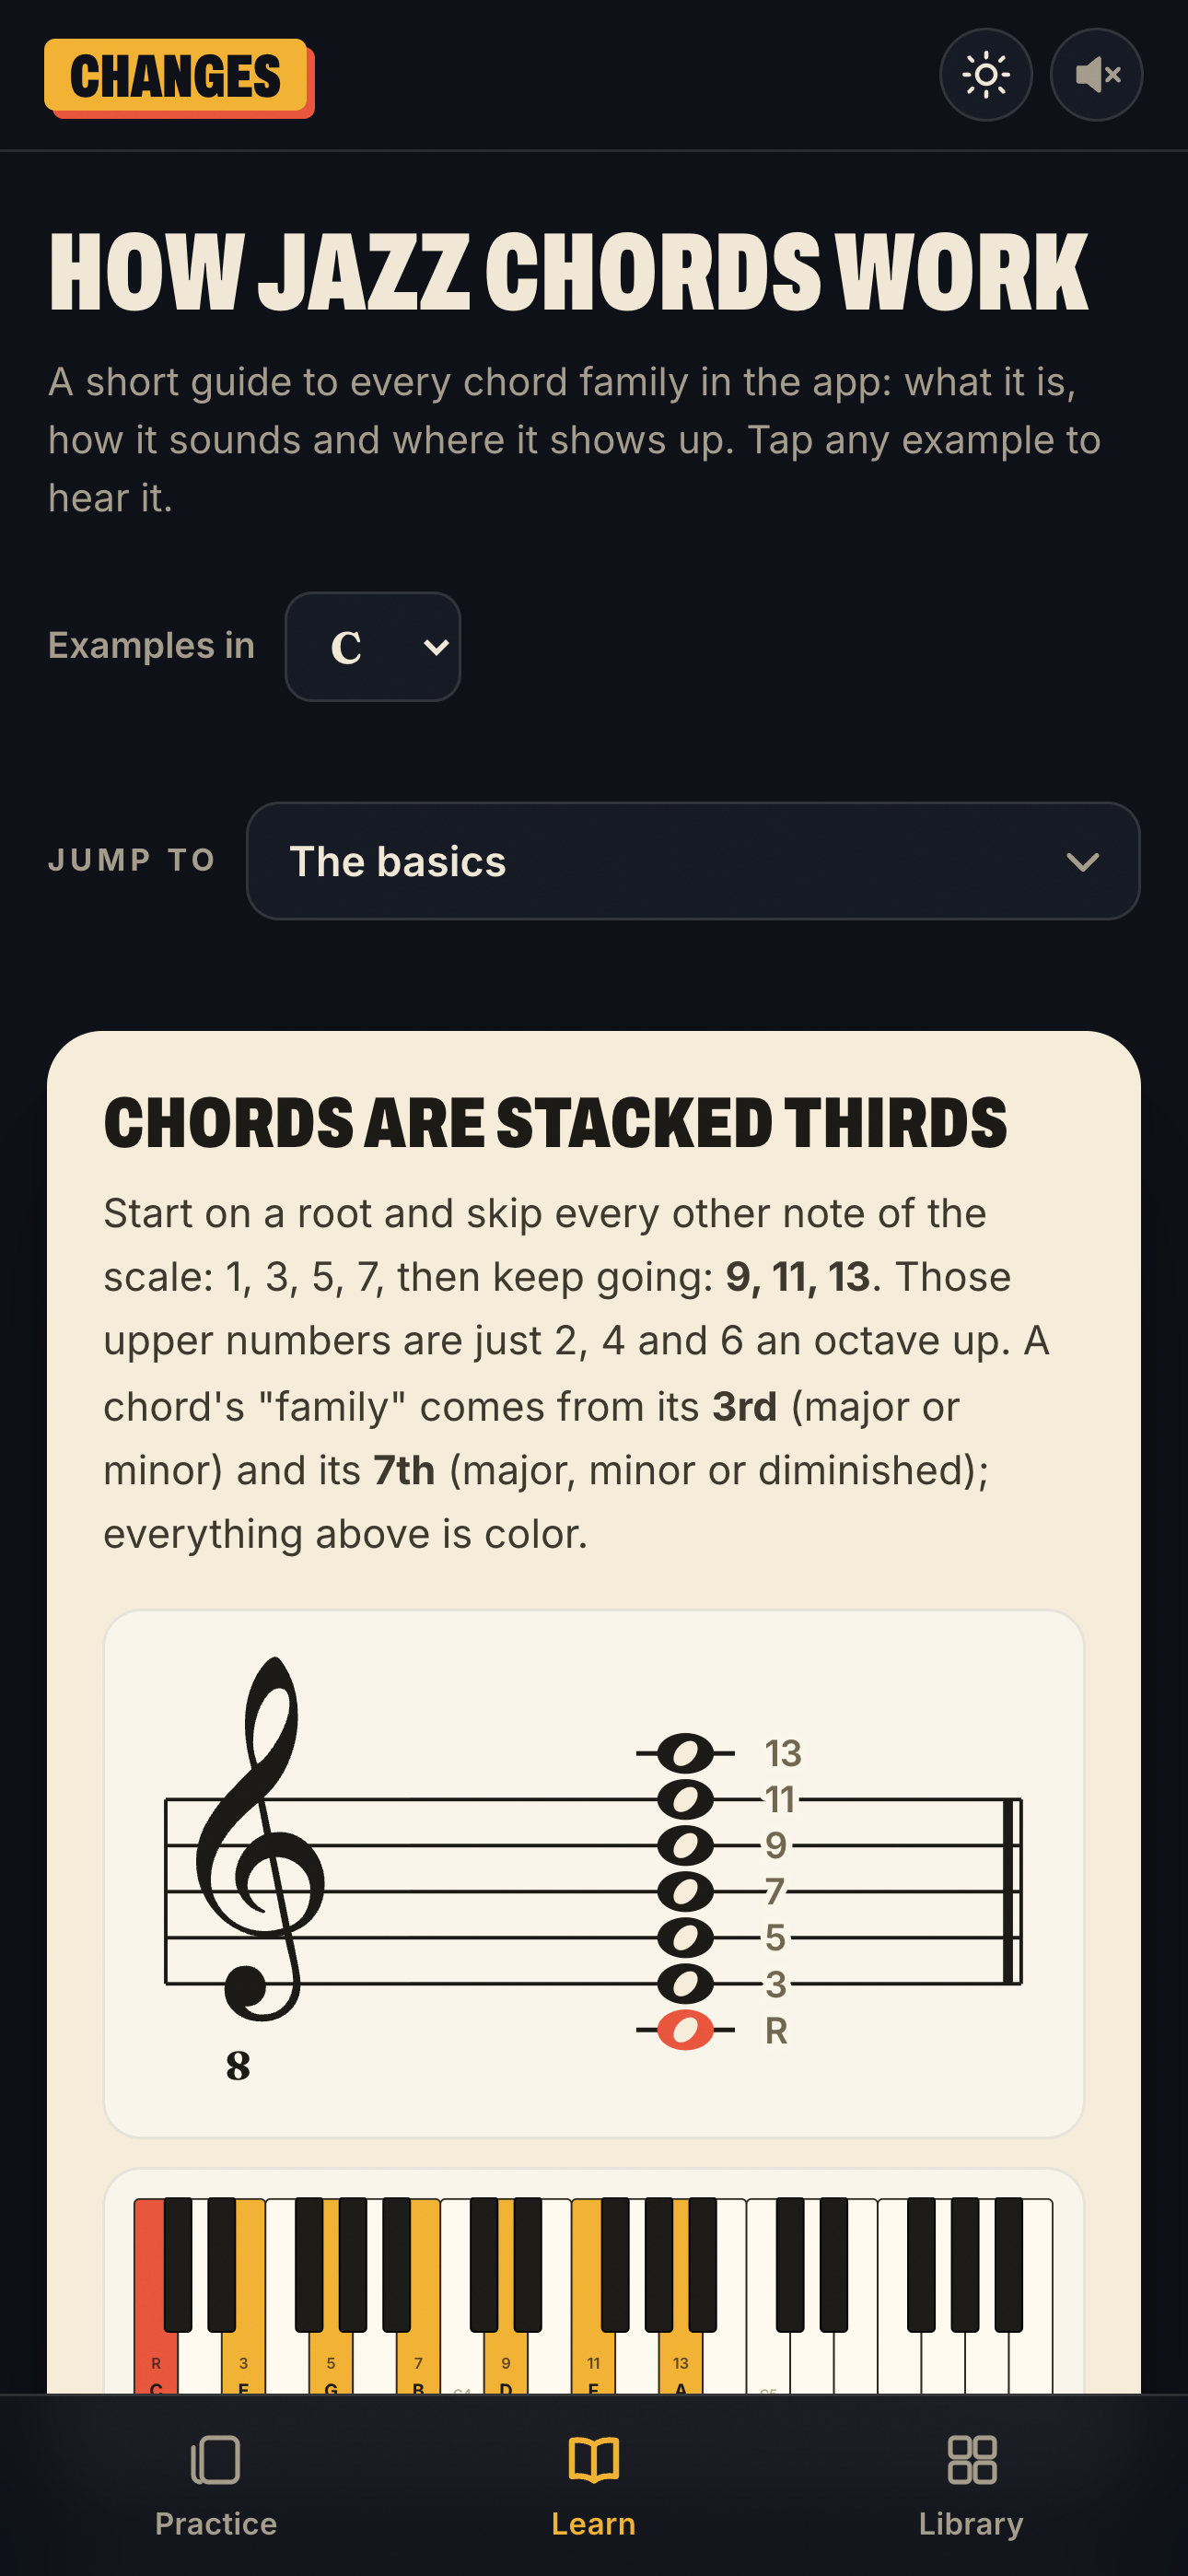 CHANGES
HOW JAZZ CHORDS WORK
A short guide to every chord family in the app: what it is,
how it sounds and where it shows up. Tap any example to
hear it.
Examples in C
JUMP TO The basics
CHORDS ARE STACKED THIRDS
Start on a root and skip every other note of the
scale: 1, 3, 5, 7, then keep going: 9, 11, 13. Those
upper numbers are just 2, 4 and 6 an octave up. A
chord's "family" comes from its 3rd (major or
minor) and its 7th (major, minor or diminished);
everything above is color.
13
11
9
7
5
3
R
8
R 3 5 7 9 11 13
C E G B C4 D F A C5
Practice Learn Library